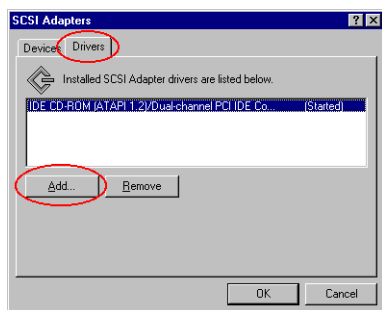 SCSI Adapters
Devices Drivers
Installed SCSI Adapter drivers are listed below.
IDE CD-ROM (ATAPI 1.2)/Dual-channel PCI IDE Co... (Started)
Add... Remove
OK Cancel